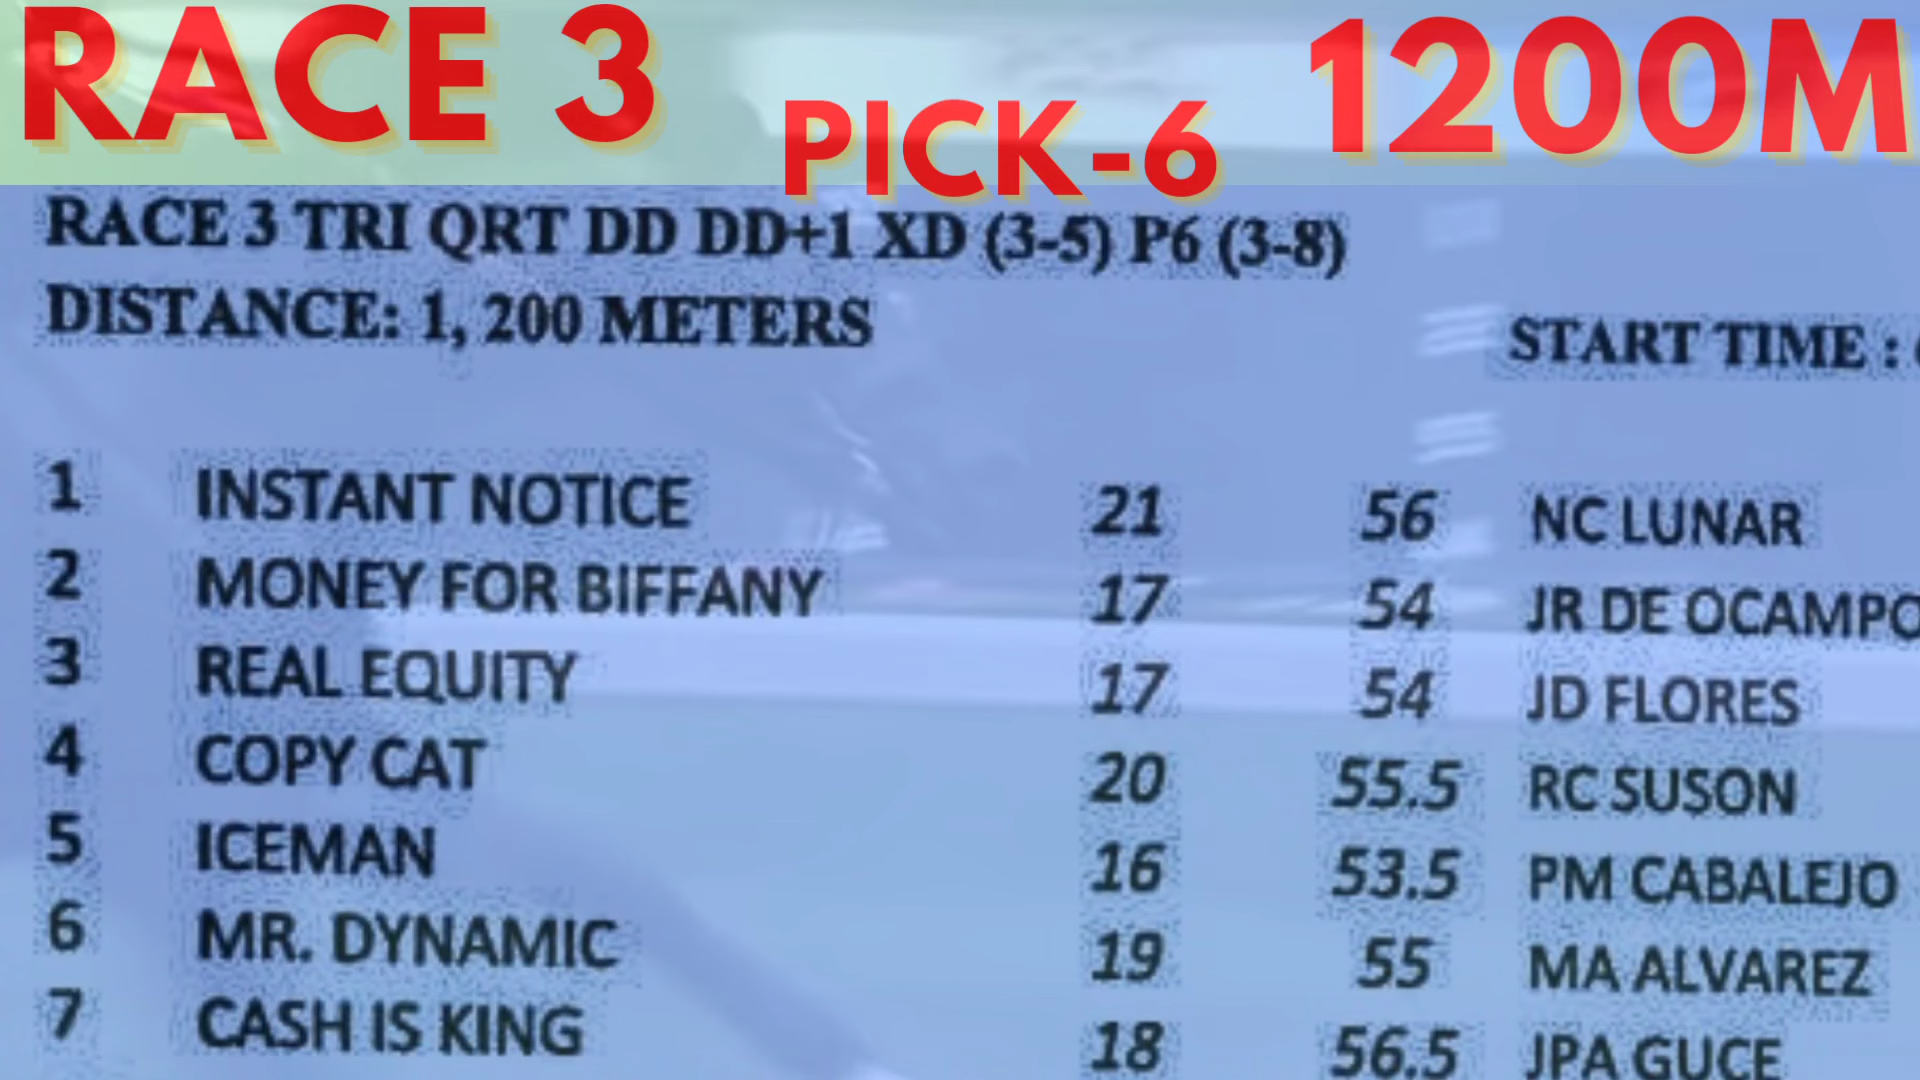 RACE 3 PICK-6 1200M
RACE 3 TRI QRT DD DD+1 XD (3-5) P6 (3-8)
DISTANCE: 1, 200 METERS
START TIME :
1 INSTANT NOTICE 21 56 NC LUNAR
2 MONEY FOR BIFFANY 17 54 JR DE OCAMPO
3 REAL EQUITY 17 54 JD FLORES
4 COPY CAT 20 55.5 RC SUSON
5 ICEMAN 16 53.5 PM CABALEJO
6 MR. DYNAMIC 19 55 MA ALVAREZ
7 CASH IS KING 18 56.5 JPA GUCE